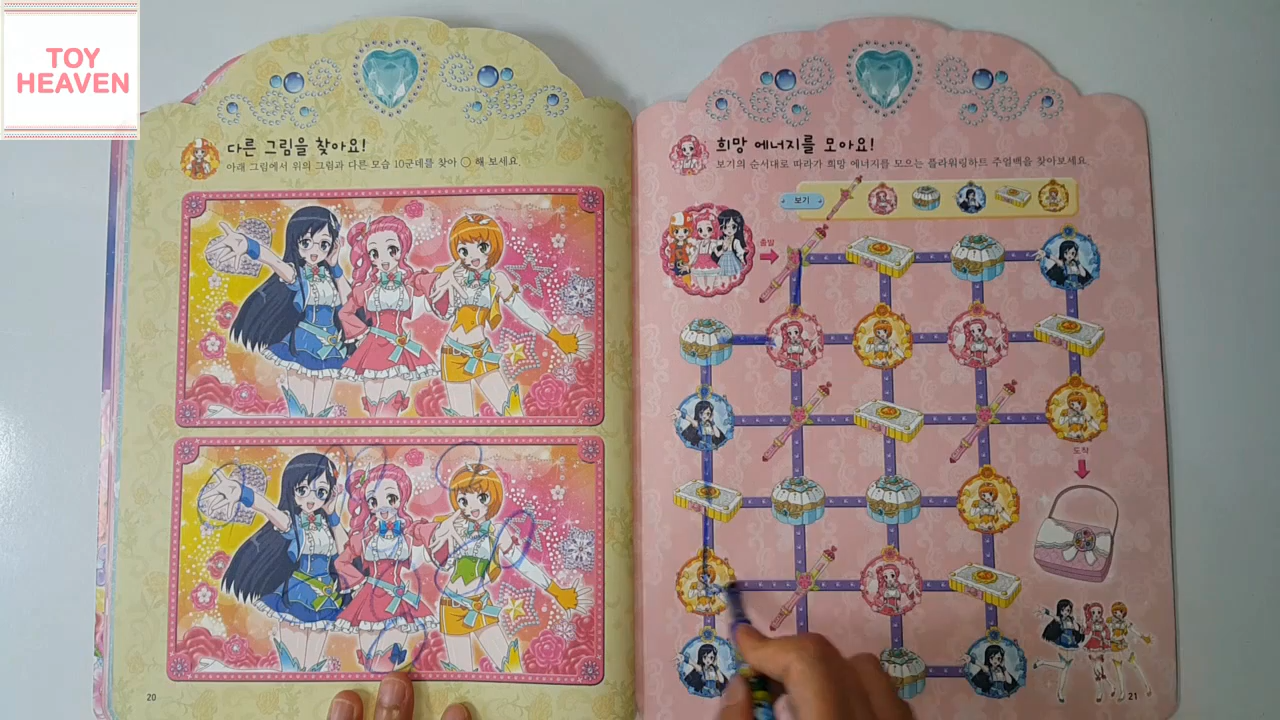 TOY
HEAVEN
다른 그림을 찾아요!
아래 그림에서 위의 그림과 다른 모습 10군데를 찾아 ○ 해 보세요.
20
희망 에너지를 모아요!
보기의 순서대로 따라가 희망 에너지를 모으는 플라워링하트 주얼백을 찾아보세요.
보기
출발
도착
21